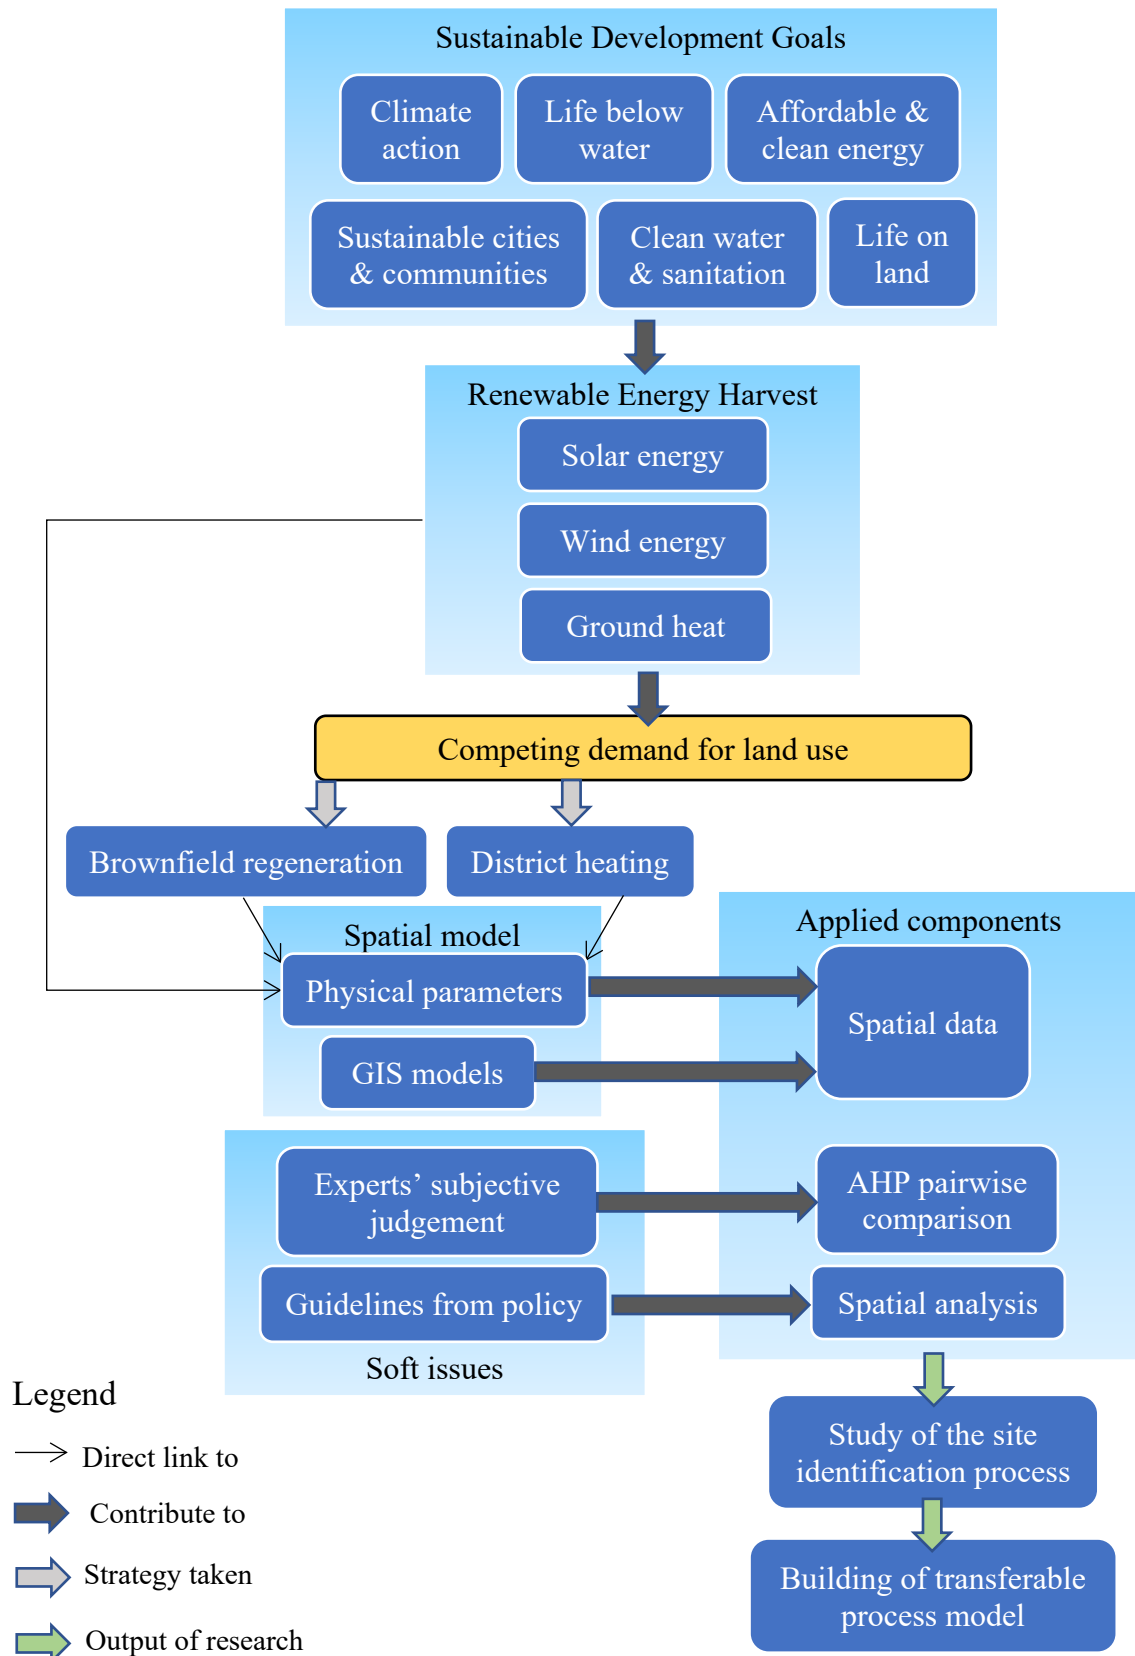 Sustainable Development Goals
Climate
action
Life below
water
Affordable &
clean energy
Sustainable cities
& communities
Clean water
& sanitation
Life on
land
Renewable Energy Harvest
Solar energy
Wind energy
Ground heat
Competing demand for land use
Brownfield regeneration
District heating
Spatial model
Physical parameters
GIS models
Applied components
Spatial data
Experts’ subjective
judgement
AHP pairwise
comparison
Guidelines from policy
Spatial analysis
Soft issues
Study of the site
identification process
Building of transferable
process model
Legend
Direct link to
Contribute to
Strategy taken
Output of research